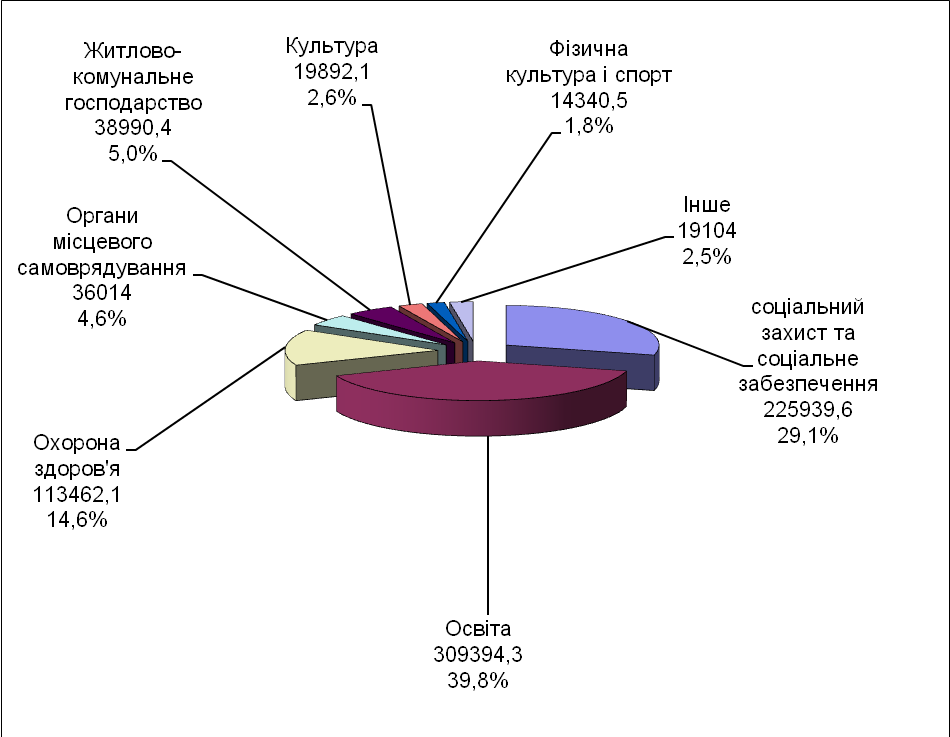 Житлово-
комунальне
господарство
38990,4
5,0%
Культура
19892,1
2,6%
Фізична
культура і спорт
14340,5
1,8%
Інше
19104
2,5%
Органи
місцевого
самоврядування
36014
4,6%
соціальний
захист та
соціальне
забезпечення
225939,6
29,1%
Охорона
здоров'я
113462,1
14,6%
Освіта
309394,3
39,8%